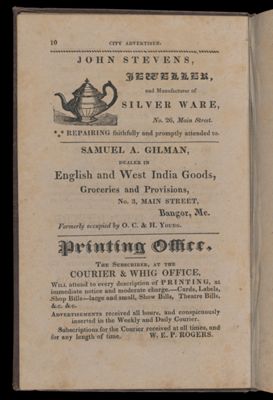 10 CITY ADVERTISER.
JOHN STEVENS,
JEWELLER,
and Manufacturer of
SILVER WARE,
No. 26, Main Street.
*.* REPAIRING faithfully and promptly attended to.
SAMUEL A. GILMAN,
DEALER IN
English and West India Goods,
Groceries and Provisions,
No. 3, MAIN STREET,
Bangor, Me.
Formerly occupied by O. C. & H. YOUNG.
Printing Office.
THE SUBSCRIBER, AT THE
COURIER & WHIG OFFICE,
WILL attend to every description of PRINTING, at
immediate notice and moderate charge.—Cards, Labels,
Shop Bills—large and small, Show Bills, Theatre Bills,
&c. &c.
ADVERTISEMENTS received all hours, and conspicuously
inserted in the Weekly and Daily Courier.
Subscriptions for the Courier received at all times, and
for any length of time. W. E. P. ROGERS.